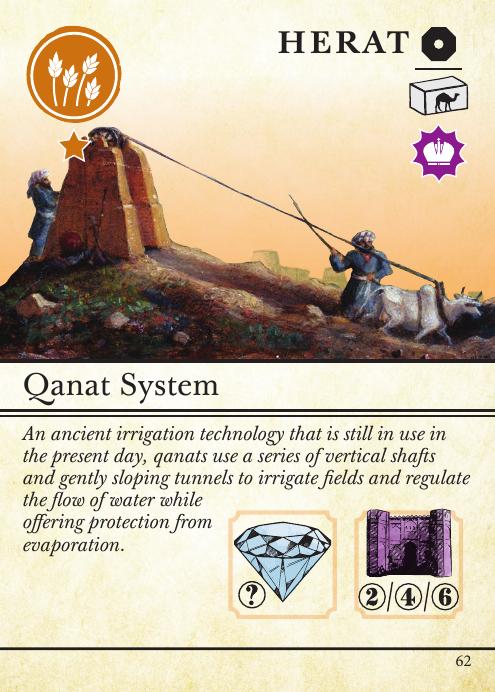 HERAT
Qanat System
An ancient irrigation technology that is still in use in
the present day, qanats use a series of vertical shafts
and gently sloping tunnels to irrigate fields and regulate
the flow of water while
offering protection from
evaporation.
?
2/4/6
62